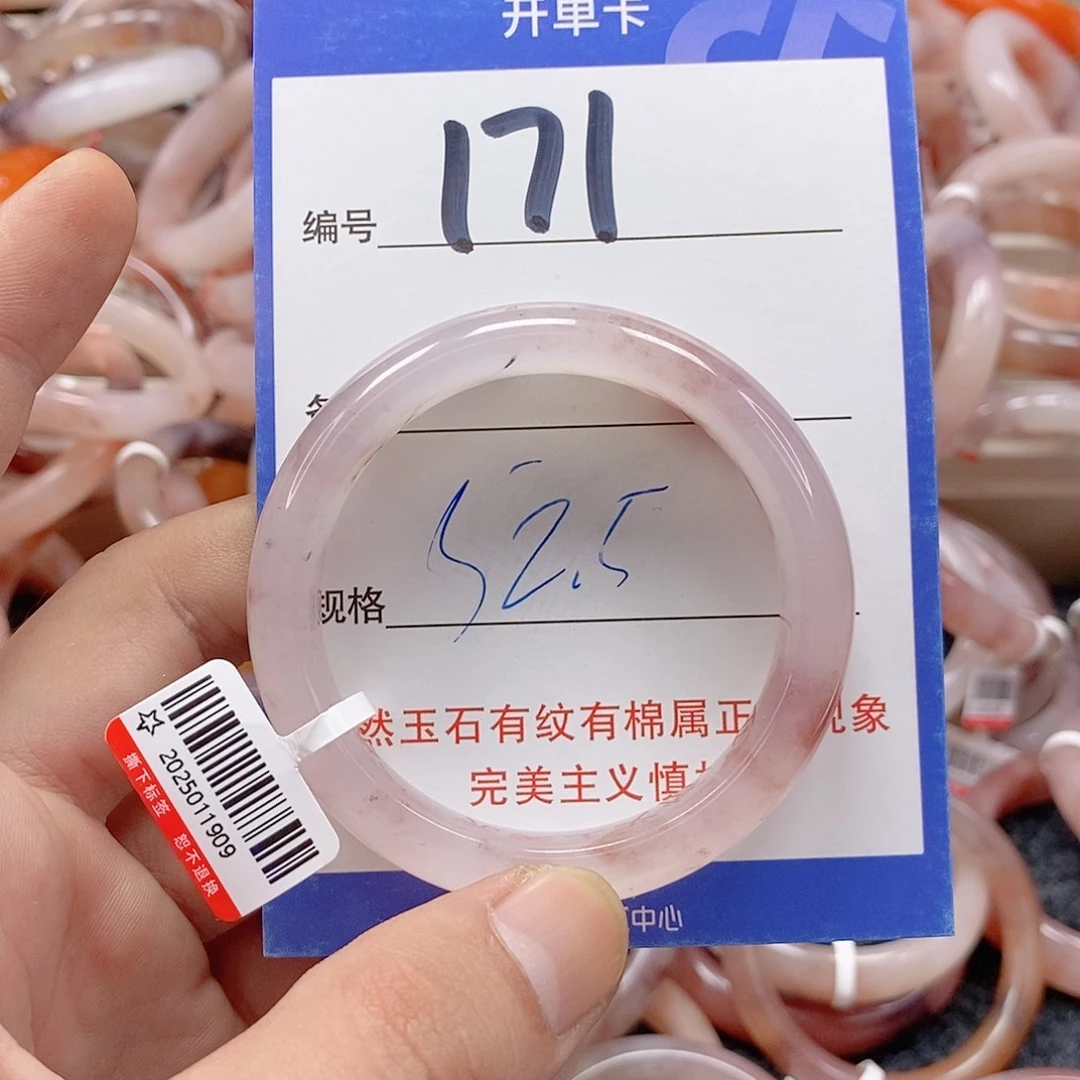 开单卡
编号 171
52.5
规格
然玉石有纹有棉属正 现象
完美主义慎
中心
2025011909
撕下标签 恕不退换